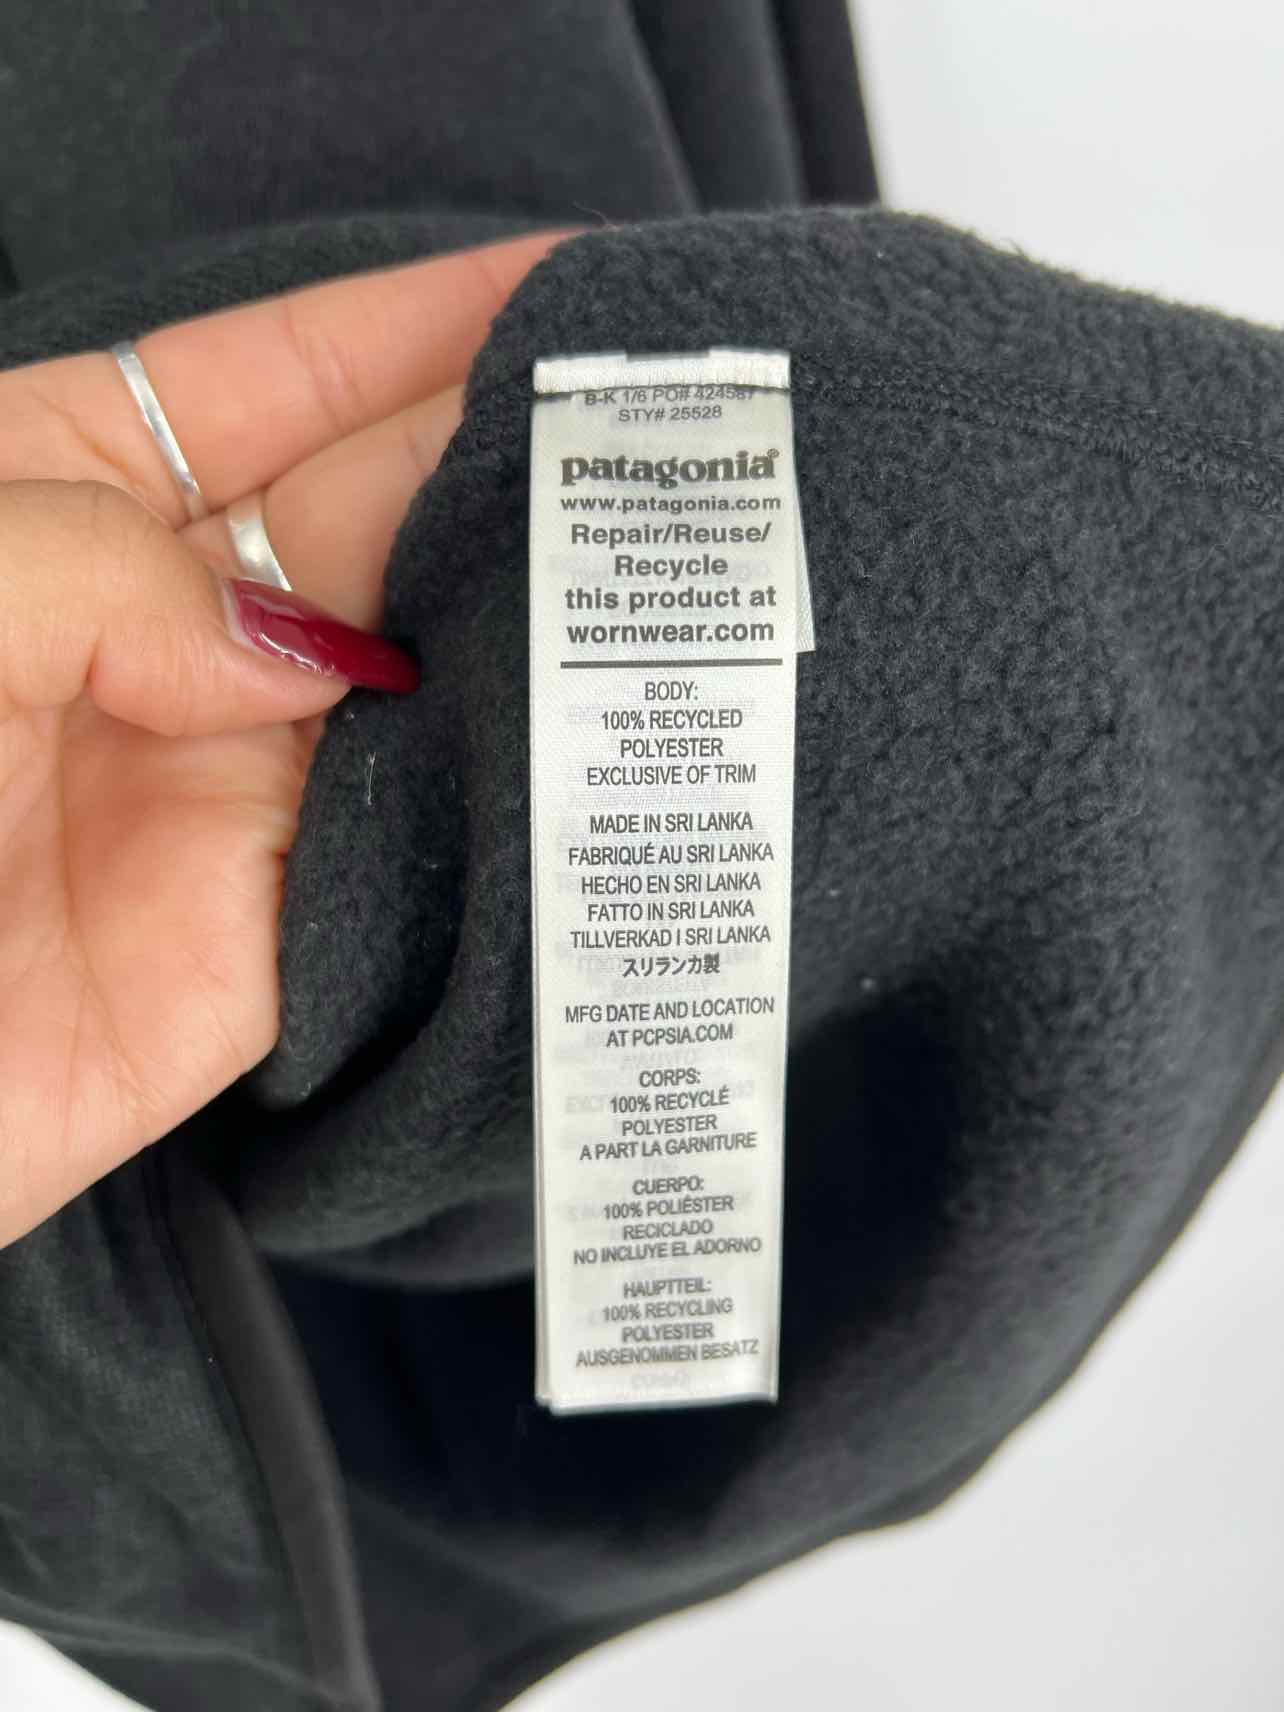 B-K 1/6 PO# 424587
STY# 25528
patagonia®
www.patagonia.com
Repair/Reuse/
Recycle
this product at
wornwear.com
BODY:
100% RECYCLED
POLYESTER
EXCLUSIVE OF TRIM
MADE IN SRI LANKA
FABRIQUÉ AU SRI LANKA
HECHO EN SRI LANKA
FATTO IN SRI LANKA
TILLVERKAD I SRI LANKA
スリランカ製
MFG DATE AND LOCATION
AT PCPSIA.COM
CORPS:
100% RECYCLÉ
POLYESTER
A PART LA GARNITURE
CUERPO:
100% POLIÉSTER
RECICLADO
NO INCLUYE EL ADORNO
HAUPTTEIL:
100% RECYCLING
POLYESTER
AUSGENOMMEN BESATZ